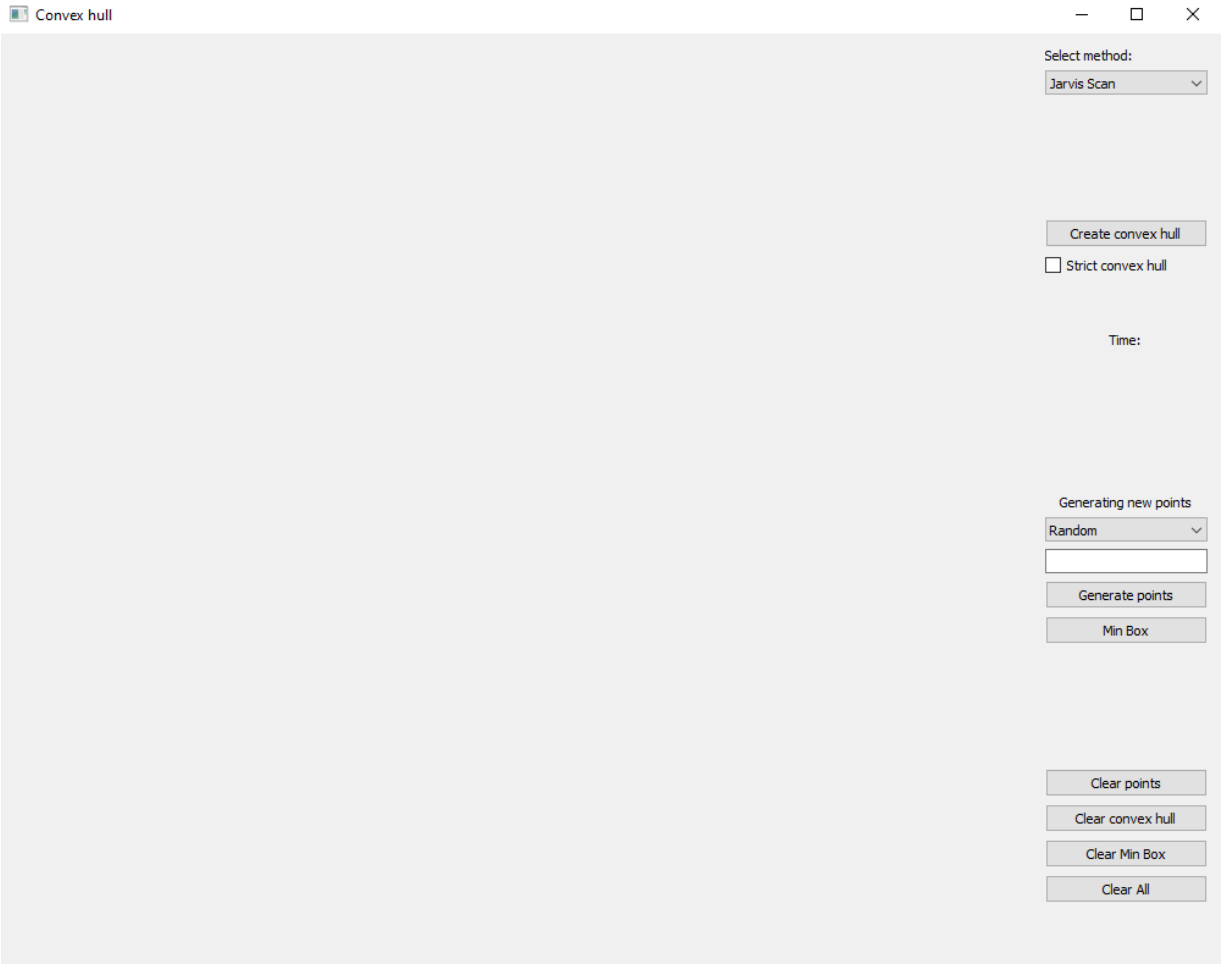 Convex hull
Select method:
Jarvis Scan
Create convex hull
Strict convex hull
Time:
Generating new points
Random
Generate points
Min Box
Clear points
Clear convex hull
Clear Min Box
Clear All